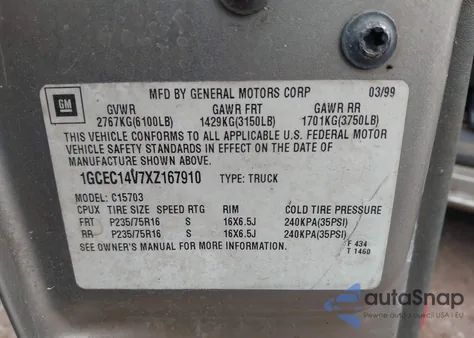 GM
MFD BY GENERAL MOTORS CORP 03/99
GVWR GAWR FRT GAWR RR
2767KG(6100LB) 1429KG(3150LB) 1701KG(3750LB)
THIS VEHICLE CONFORMS TO ALL APPLICABLE U.S. FEDERAL MOTOR
VEHICLE SAFETY STANDARDS IN EFFECT ON THE DATE OF
MANUFACTURE SHOWN ABOVE.
1GCEC14V7XZ167910 TYPE: TRUCK
MODEL: C15703
CPUX TIRE SIZE SPEED RTG RIM COLD TIRE PRESSURE
FRT P235/75R16 S 16X6.5J 240KPA(35PSI)
RR P235/75R16 S 16X6.5J 240KPA(35PSI)
SEE OWNER'S MANUAL FOR MORE INFORMATION.
F 434
T 1460
autoSnap
Pewne auto z USA i EU